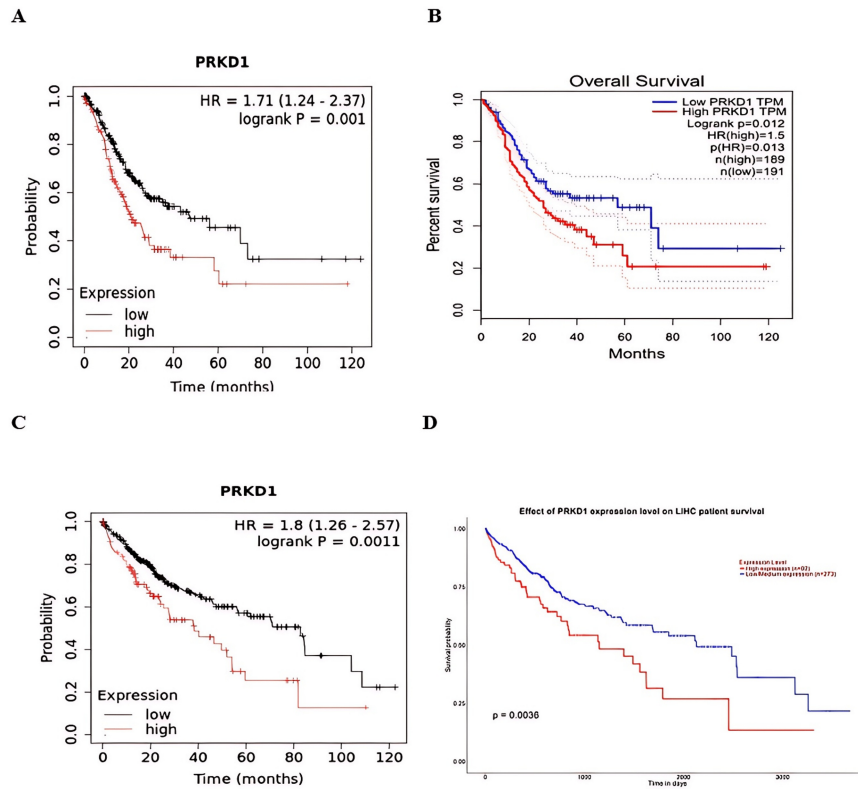 A
PRKD1
HR = 1.71 (1.24 - 2.37)
logrank P = 0.001
Probability
1.0
0.8
0.6
0.4
0.2
0.0
Expression
low
high
0 20 40 60 80 100 120
Time (months)
B
Overall Survival
Low PRKD1 TPM
High PRKD1 TPM
Logrank p=0.012
HR(high)=1.5
p(HR)=0.013
n(high)=189
n(low)=191
Percent survival
1.0
0.8
0.6
0.4
0.2
0.0
0 20 40 60 80 100 120
Months
C
PRKD1
HR = 1.8 (1.26 - 2.57)
logrank P = 0.0011
Probability
1.0
0.8
0.6
0.4
0.2
0.0
Expression
low
high
0 20 40 60 80 100 120
Time (months)
D
Effect of PRKD1 expression level on LIHC patient survival
Expression Level
High expression
Low/Medium expression (n=273)
Survival probability
1.00
0.75
0.25
0.00
p = 0.0036
0 1000 2000 3000
Time in days